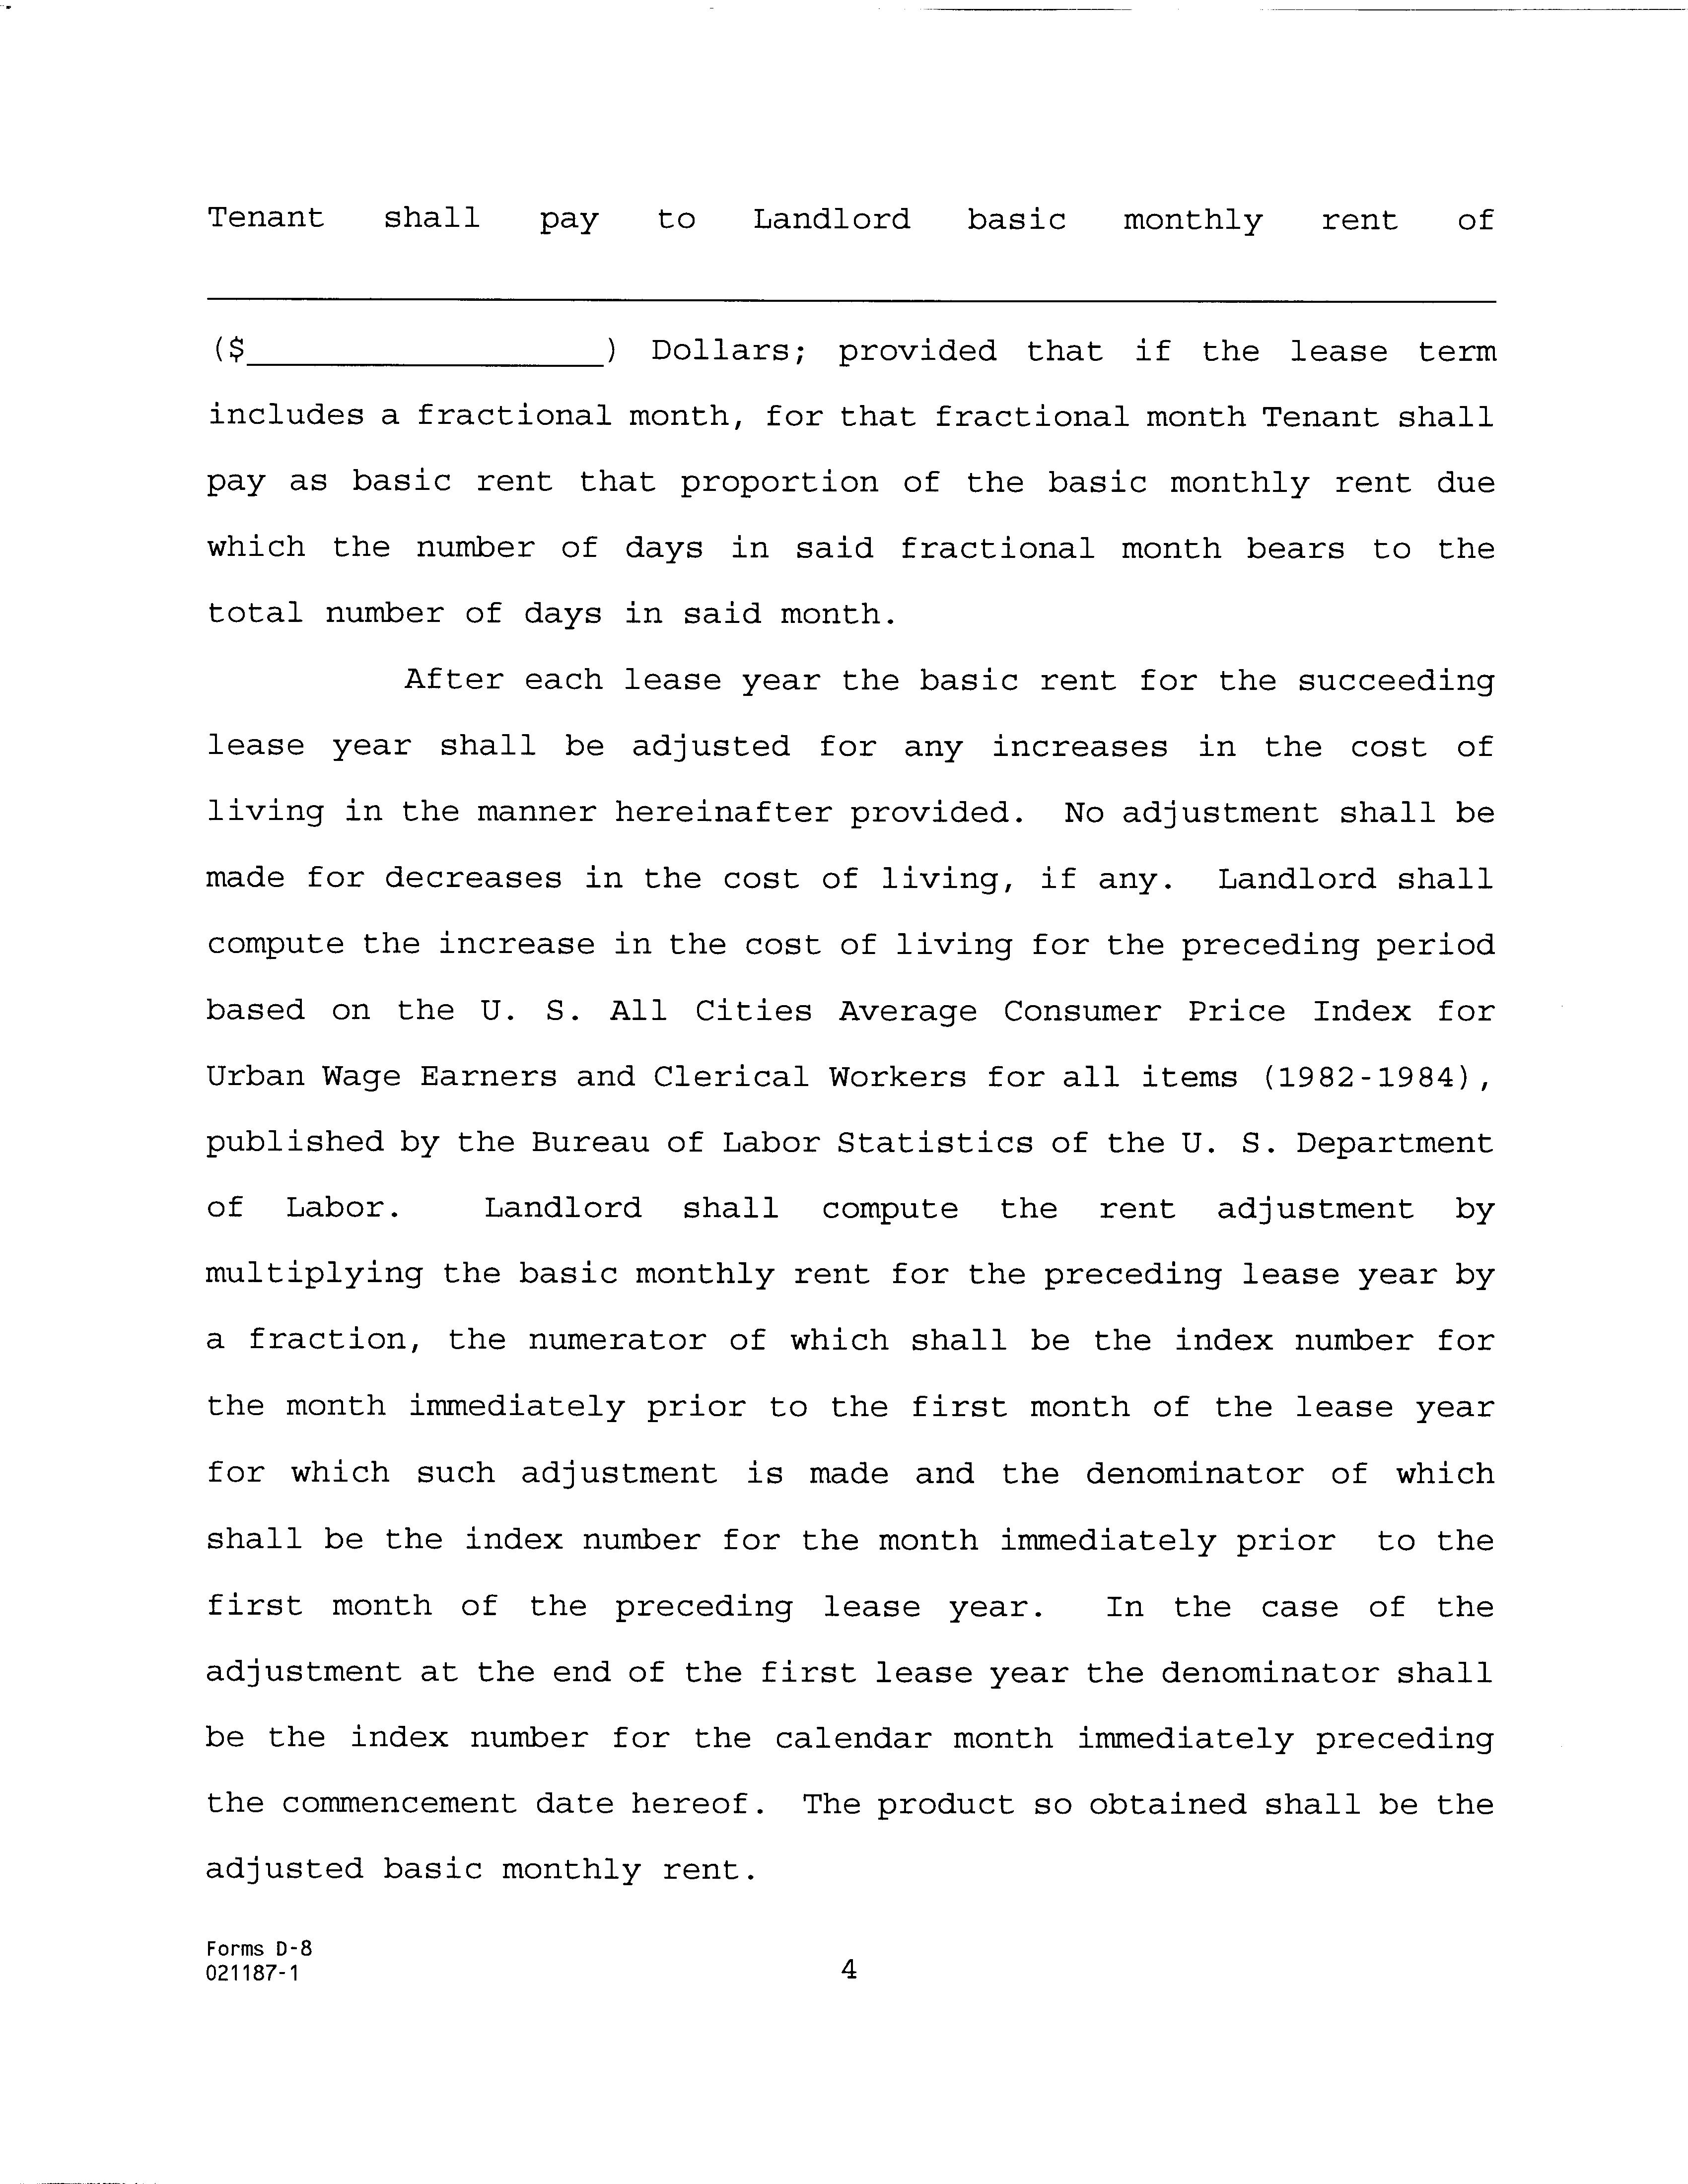 Tenant shall pay to Landlord basic monthly rent of
($__________________) Dollars; provided that if the lease term
includes a fractional month, for that fractional month Tenant shall
pay as basic rent that proportion of the basic monthly rent due
which the number of days in said fractional month bears to the
total number of days in said month.
After each lease year the basic rent for the succeeding
lease year shall be adjusted for any increases in the cost of
living in the manner hereinafter provided. No adjustment shall be
made for decreases in the cost of living, if any. Landlord shall
compute the increase in the cost of living for the preceding period
based on the U. S. All Cities Average Consumer Price Index for
Urban Wage Earners and Clerical Workers for all items (1982-1984),
published by the Bureau of Labor Statistics of the U. S. Department
of Labor. Landlord shall compute the rent adjustment by
multiplying the basic monthly rent for the preceding lease year by
a fraction, the numerator of which shall be the index number for
the month immediately prior to the first month of the lease year
for which such adjustment is made and the denominator of which
shall be the index number for the month immediately prior to the
first month of the preceding lease year. In the case of the
adjustment at the end of the first lease year the denominator shall
be the index number for the calendar month immediately preceding
the commencement date hereof. The product so obtained shall be the
adjusted basic monthly rent.
Forms D-8
021187-1
4